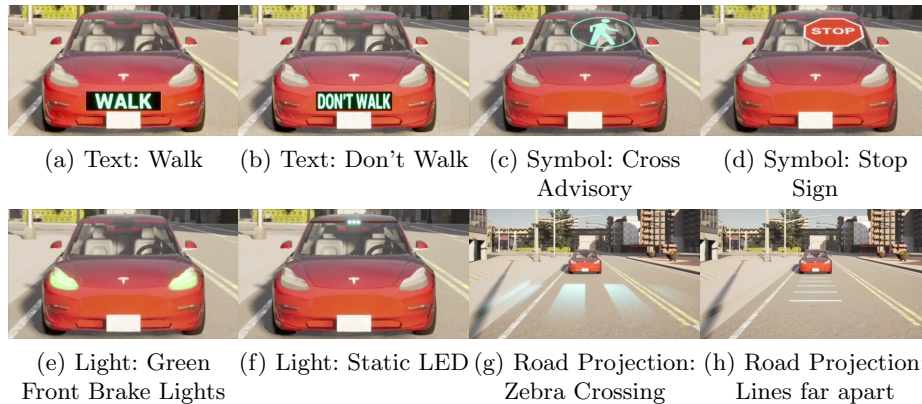 WALK
DON'T WALK
STOP
(a) Text: Walk
(b) Text: Don't Walk
(c) Symbol: Cross
Advisory
(d) Symbol: Stop
Sign
(e) Light: Green
Front Brake Lights
(f) Light: Static LED
(g) Road Projection:
Zebra Crossing
(h) Road Projection
Lines far apart